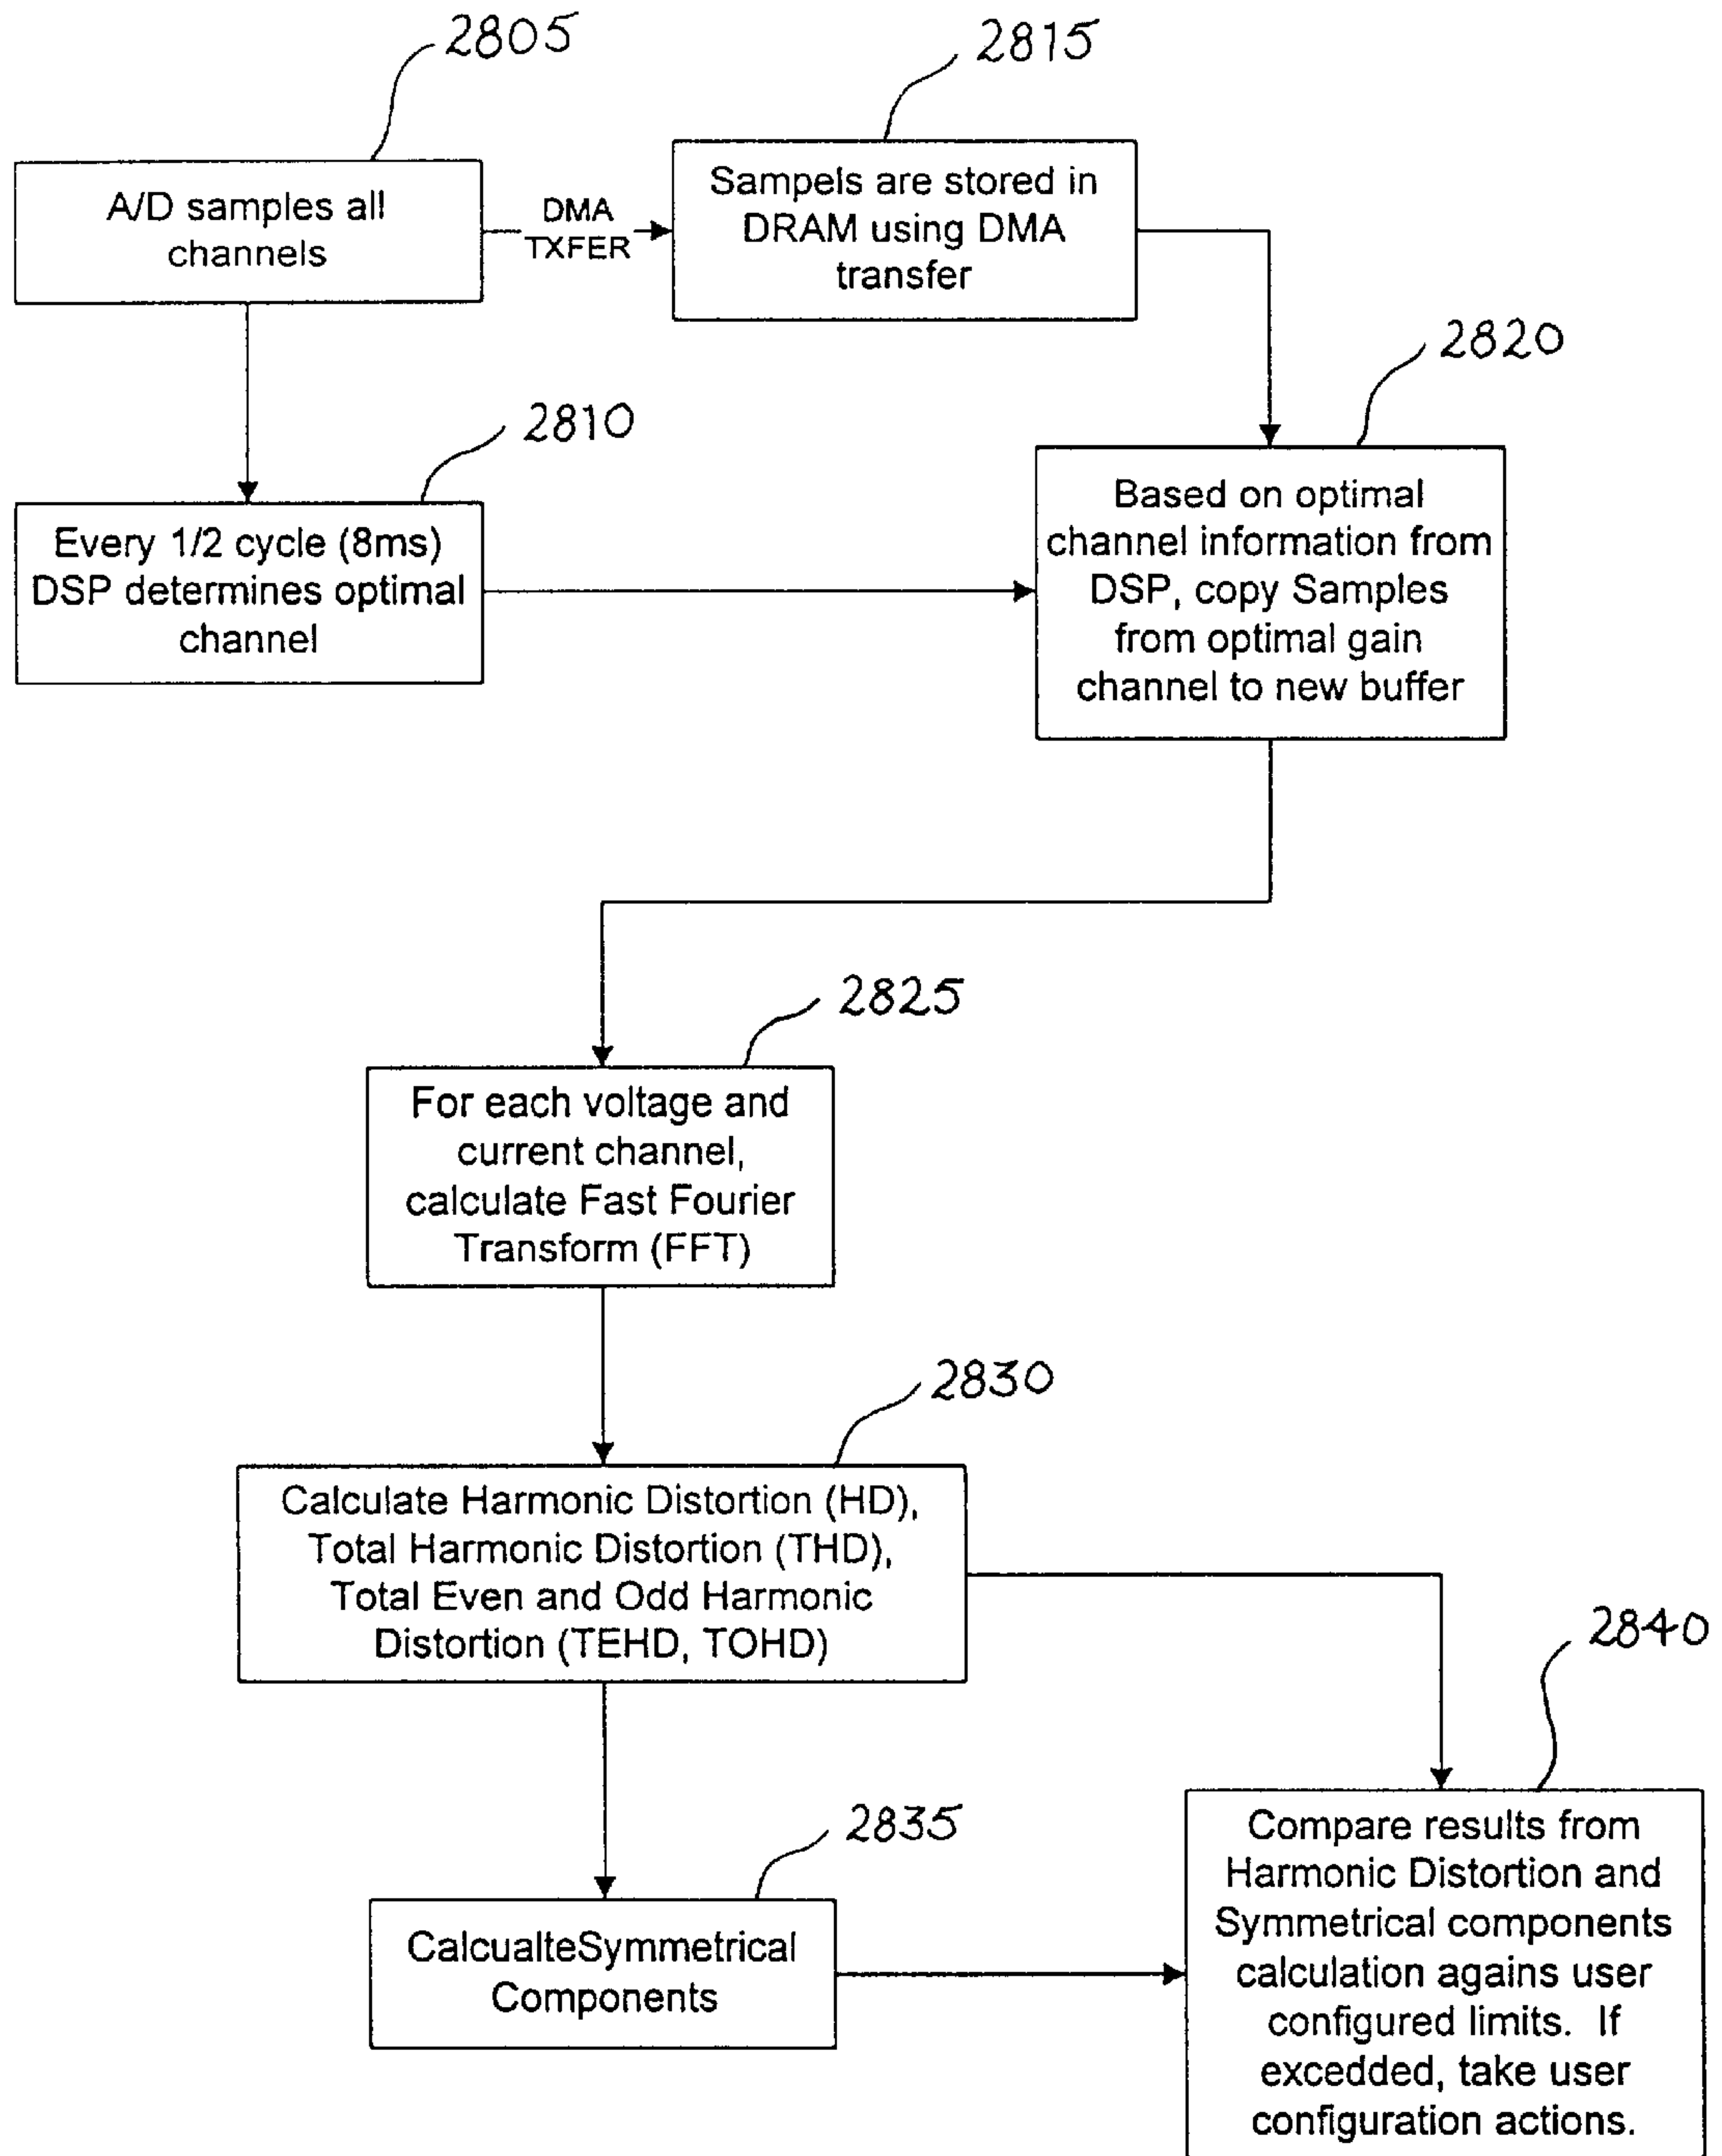 2805
2815
A/D samples all
channels
DMA
TXFER
Sampels are stored in
DRAM using DMA
transfer
2820
2810
Every 1/2 cycle (8ms)
DSP determines optimal
channel
Based on optimal
channel information from
DSP, copy Samples
from optimal gain
channel to new buffer
2825
For each voltage and
current channel,
calculate Fast Fourier
Transform (FFT)
2830
Calculate Harmonic Distortion (HD),
Total Harmonic Distortion (THD),
Total Even and Odd Harmonic
Distortion (TEHD, TOHD)
2840
2835
CalcualteSymmetrical
Components
Compare results from
Harmonic Distortion and
Symmetrical components
calculation agains user
configured limits. If
excedded, take user
configuration actions.